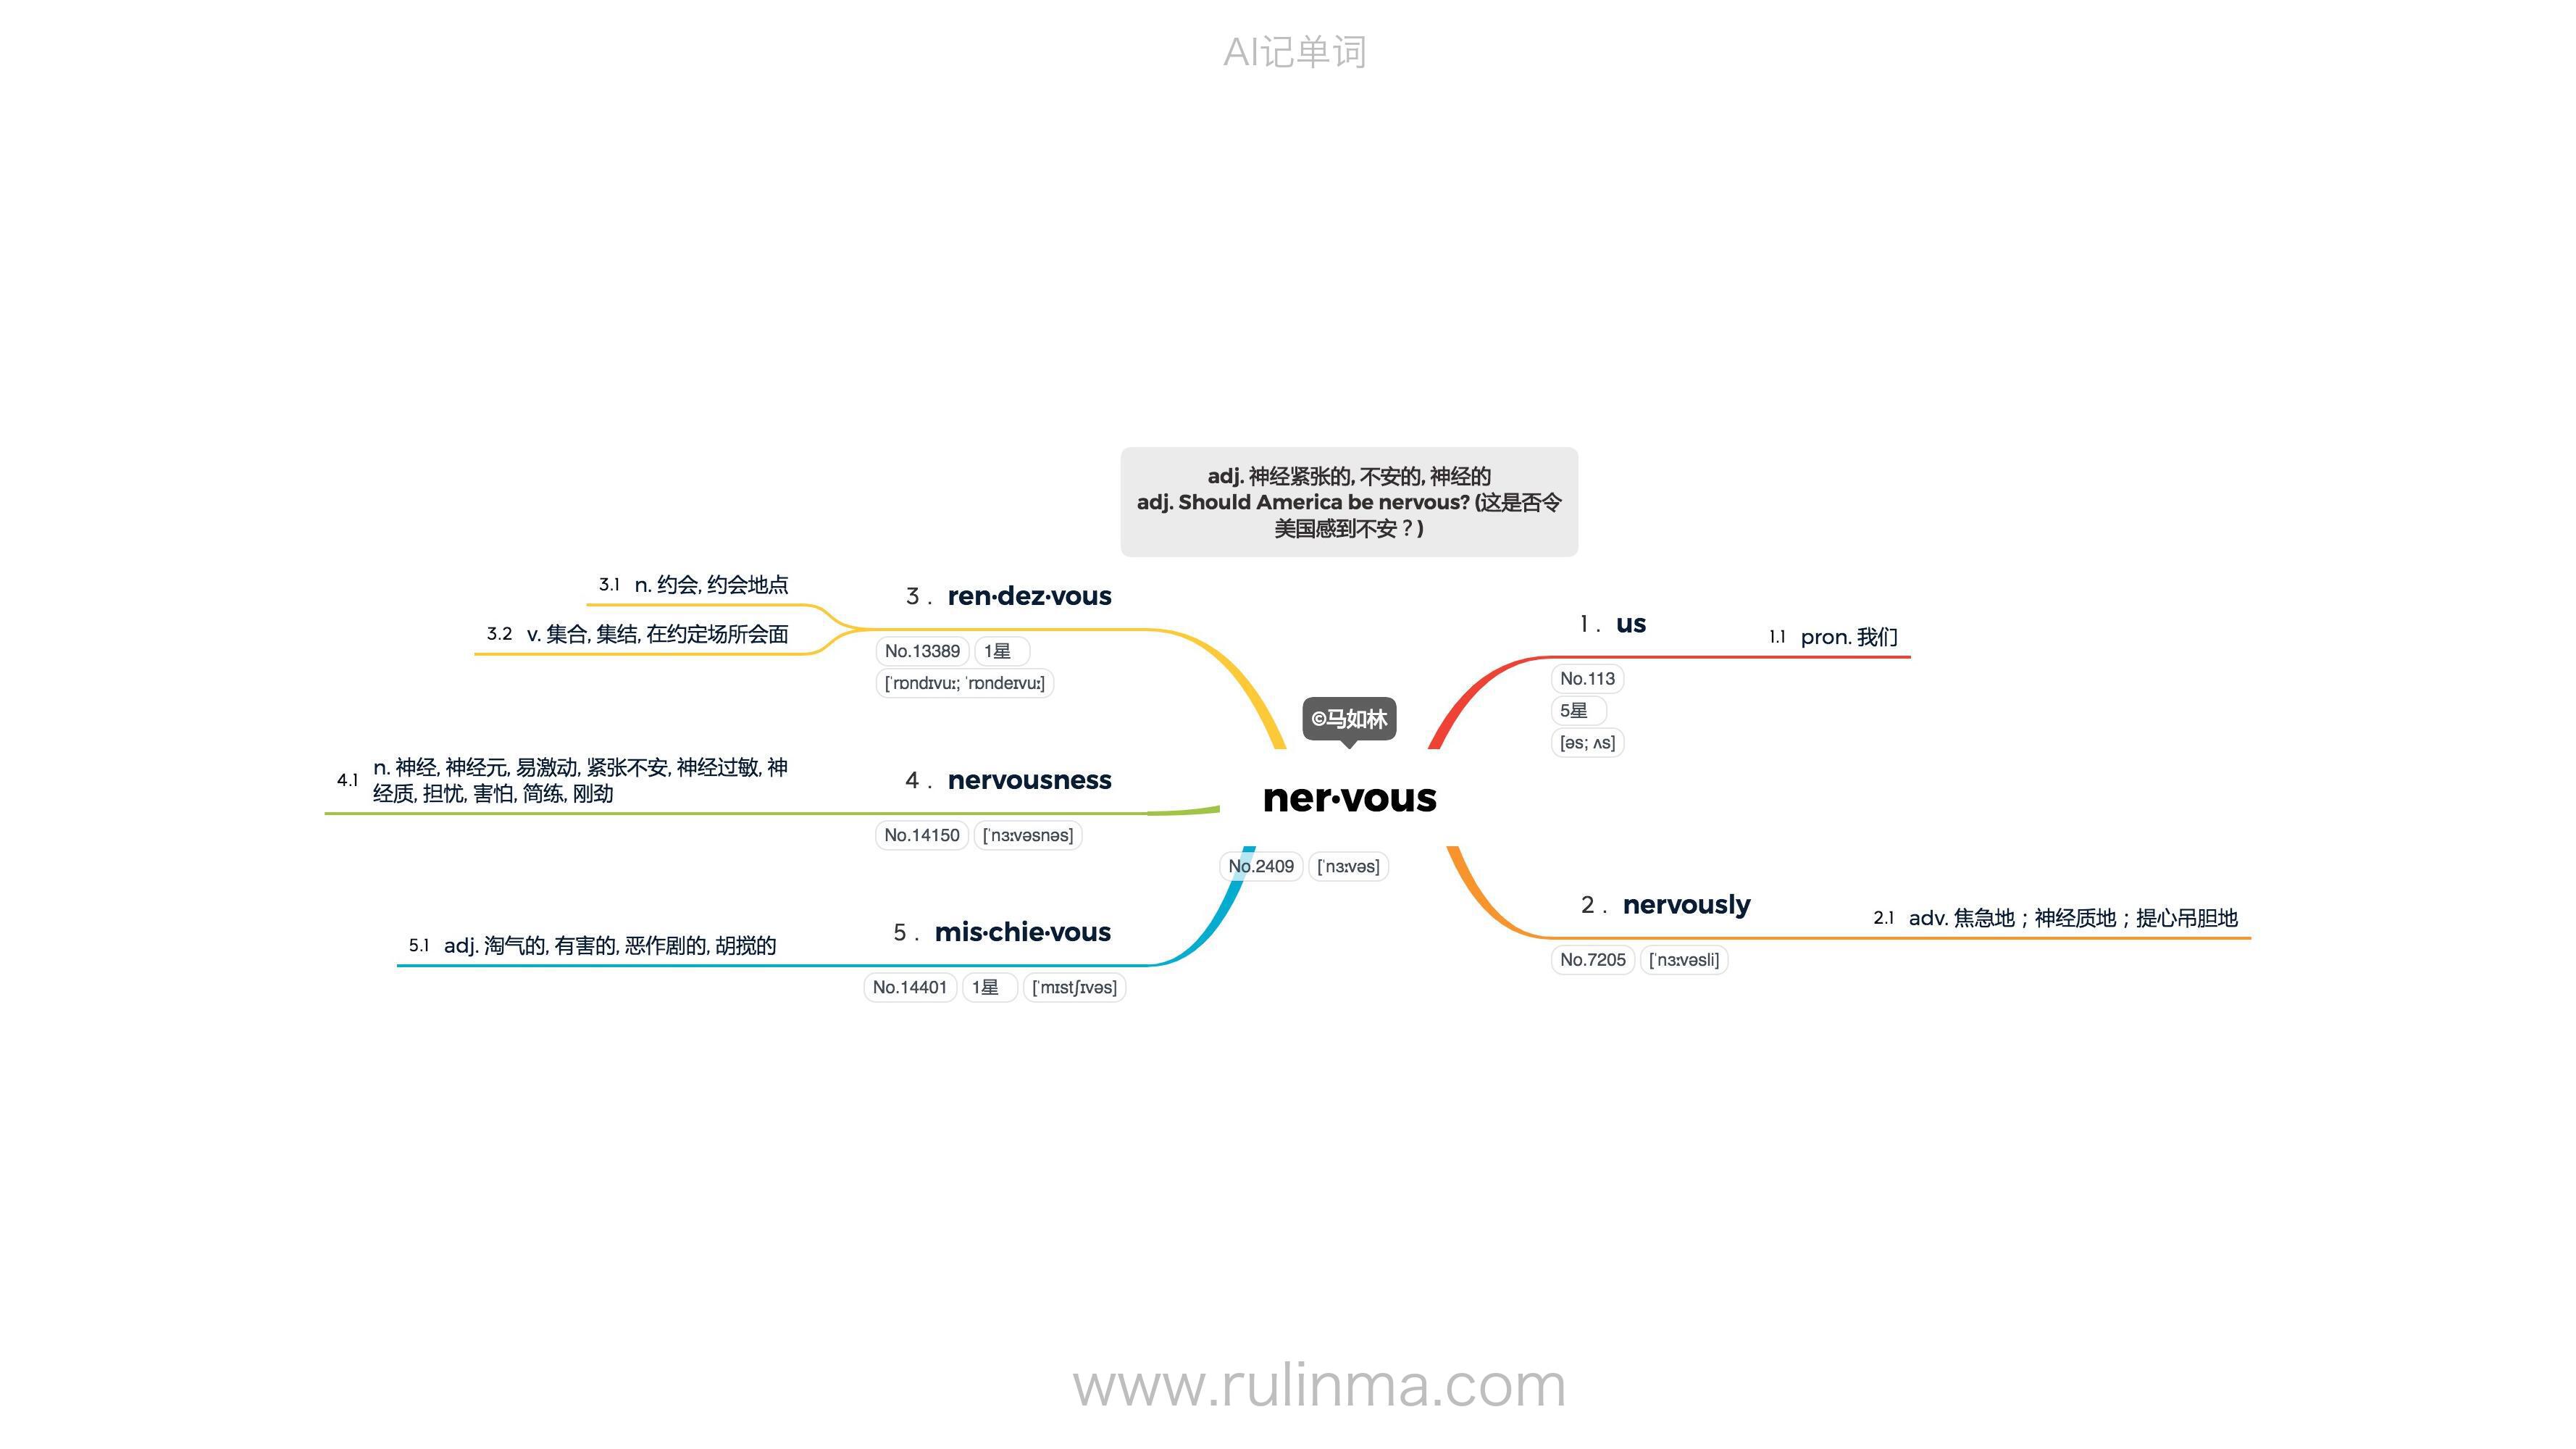 AI记单词
adj. 神经紧张的, 不安的, 神经的
adj. Should America be nervous? (这是否令
美国感到不安？)
©马如林
ner·vous
No.2409 ['nɜːvəs]
1 . us
No.113
5星
[əs; ʌs]
1.1 pron. 我们
2 . nervously
No.7205 ['nɜːvəsli]
2.1 adv. 焦急地；神经质地；提心吊胆地
3 . ren·dez·vous
No.13389 1星
['rɒndɪvuː; 'rɒndeɪvuː]
3.1 n. 约会, 约会地点
3.2 v. 集合, 集结, 在约定场所会面
4 . nervousness
No.14150 ['nɜːvəsnəs]
4.1 n. 神经, 神经元, 易激动, 紧张不安, 神经过敏, 神
经质, 担忧, 害怕, 简练, 刚劲
5 . mis·chie·vous
No.14401 1星 ['mɪstʃɪvəs]
5.1 adj. 淘气的, 有害的, 恶作剧的, 胡搅的
www.rulinma.com